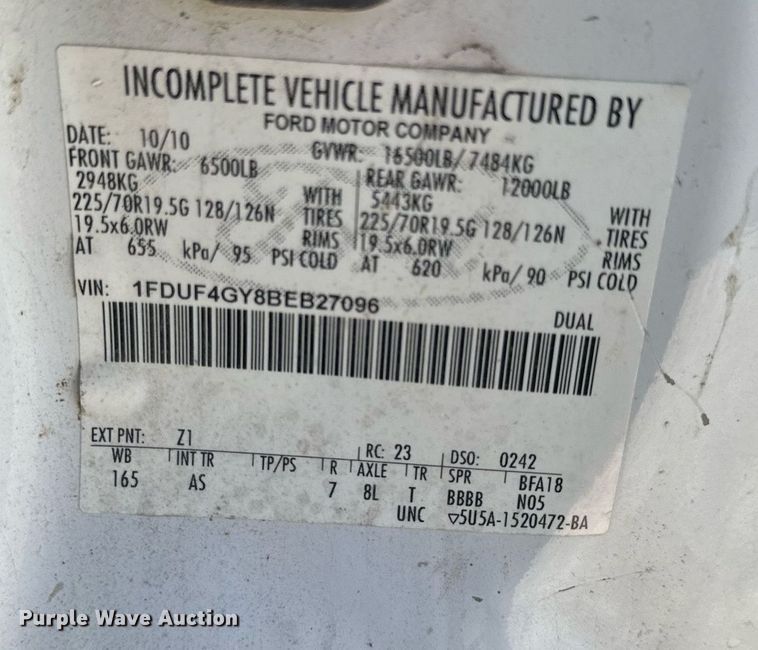 INCOMPLETE VEHICLE MANUFACTURED BY
FORD MOTOR COMPANY
DATE: 10/10 GVWR: 16500LB/ 7484KG
FRONT GAWR: 6500LB REAR GAWR: 12000LB
2948KG WITH 5443KG WITH
225/70R19.5G 128/126N TIRES 225/70R19.5G 128/126N TIRES
19.5x6.0RW RIMS 19.5x6.0RW RIMS
AT 655 kPa/ 95 PSI COLD AT 620 kPa/ 90 PSI COLD
VIN: 1FDUF4GY8BEB27096
DUAL
EXT PNT: Z1 RC: 23 DSO: 0242
WB INT TR TP/PS R AXLE TR SPR BFA18
165 AS 7 8L T BBBB N05
UNC ▽5U5A-1520472-BA
Purple Wave Auction